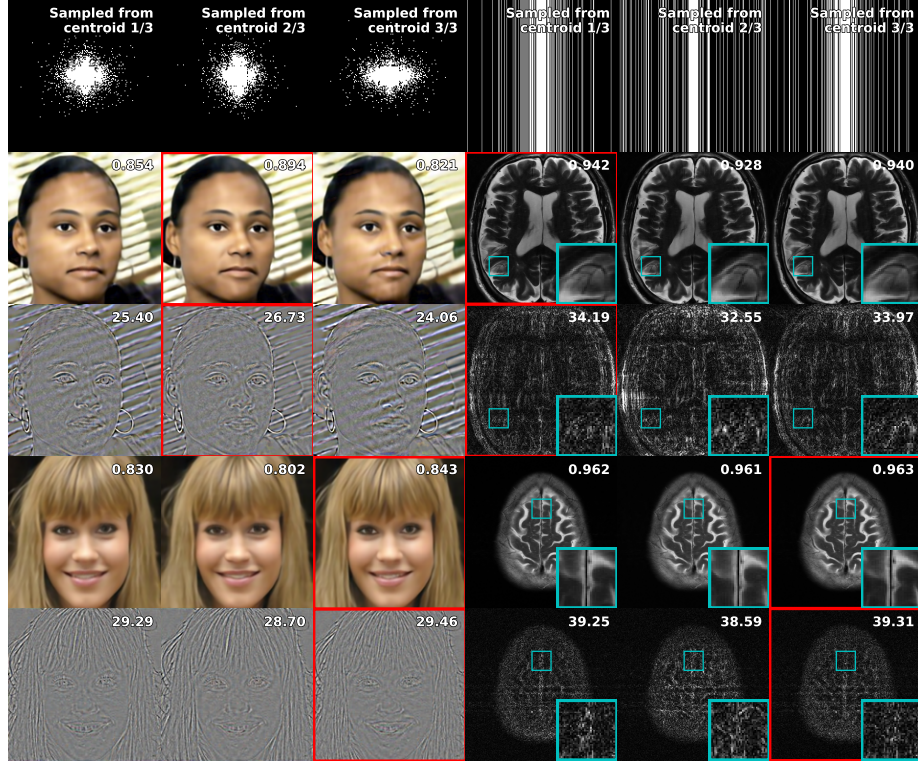 Sampled from
centroid 1/3
Sampled from
centroid 2/3
Sampled from
centroid 3/3
Sampled from
centroid 1/3
Sampled from
centroid 2/3
Sampled from
centroid 3/3
0.854
0.894
0.821
0.942
0.928
0.940
25.40
26.73
24.06
34.19
32.55
33.97
0.830
0.802
0.843
0.962
0.961
0.963
29.29
28.70
29.46
39.25
38.59
39.31